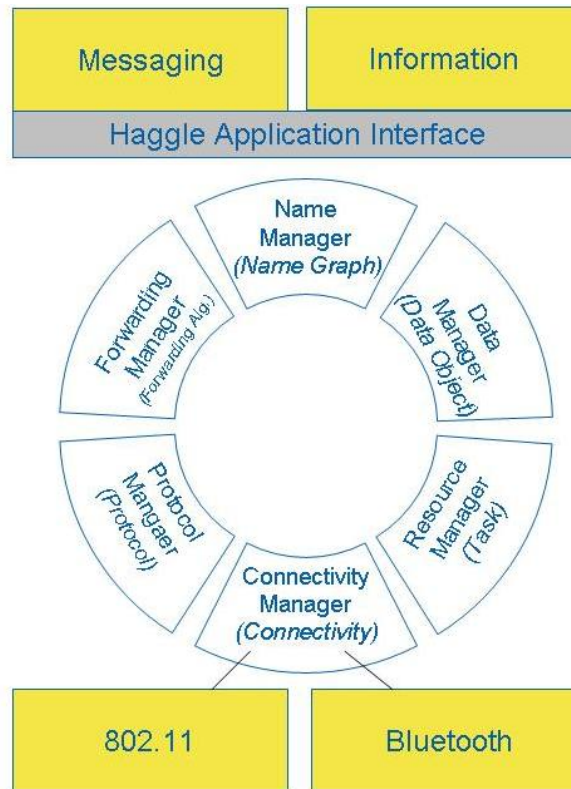 Messaging
Information
Haggle Application Interface
Name
Manager
(Name Graph)
Forwarding
Manager
(Forwarding Alg.)
Data
Manager
(Data Object)
Protocol
Mangaer
(Protocol)
Resource
Manager
(Task)
Connectivity
Manager
(Connectivity)
802.11
Bluetooth